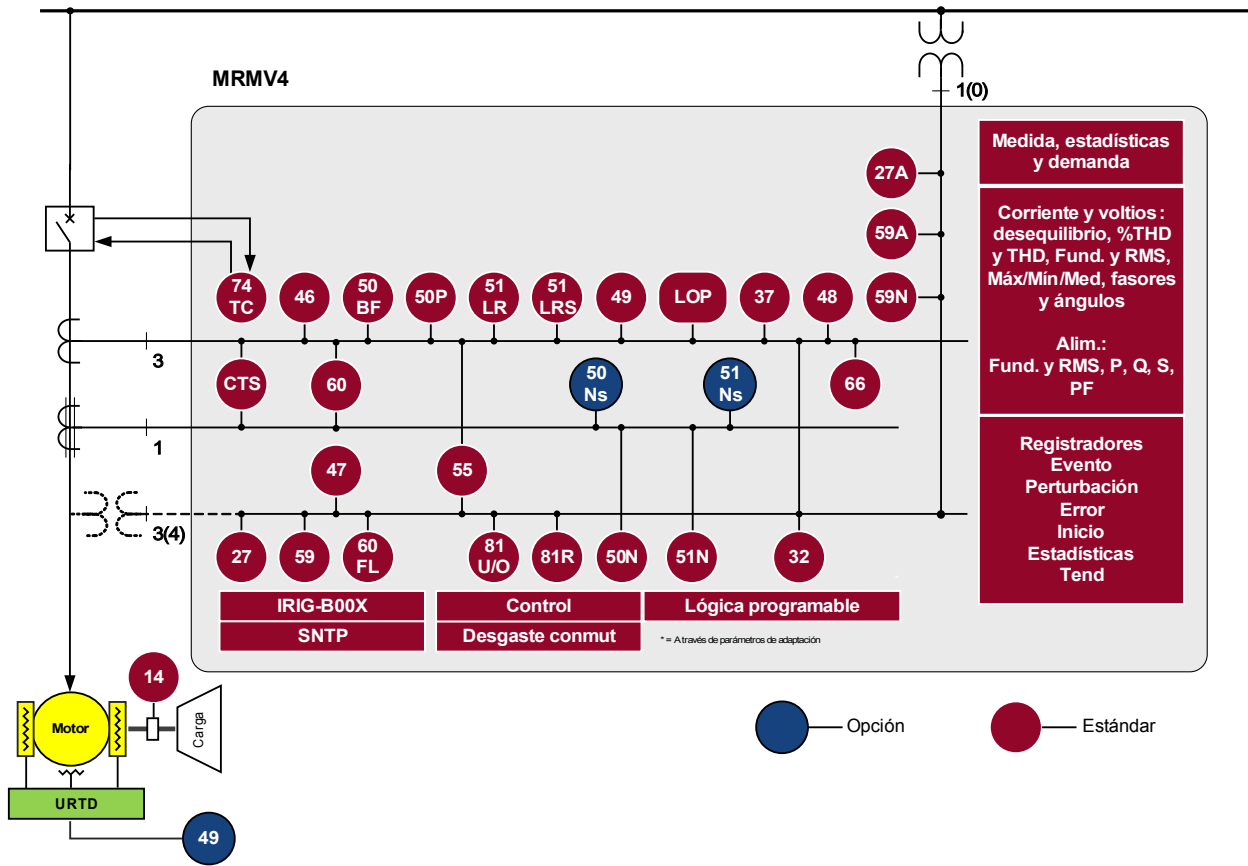 MRMV4
1(0)
27A
59A
74
TC
46
50
BF
50P
51
LR
51
LRS
49
LOP
37
48
59N
3
CTS
60
50
Ns
51
Ns
66
1
47
55
3(4)
27
59
60
FL
81
U/O
81R
50N
51N
32
IRIG-B00X
SNTP
Control
Desgaste conmut
Lógica programable
* = A través de parámetros de adaptación
Medida, estadísticas
y demanda
Corriente y voltios:
desequilibrio, %THD
y THD, Fund. y RMS,
Máx/Mín/Med, fasores
y ángulos
Alim.:
Fund. y RMS, P, Q, S,
PF
Registradores
Evento
Perturbación
Error
Inicio
Estadísticas
Tend
14
Motor
Carga
URTD
49
Opción
Estándar